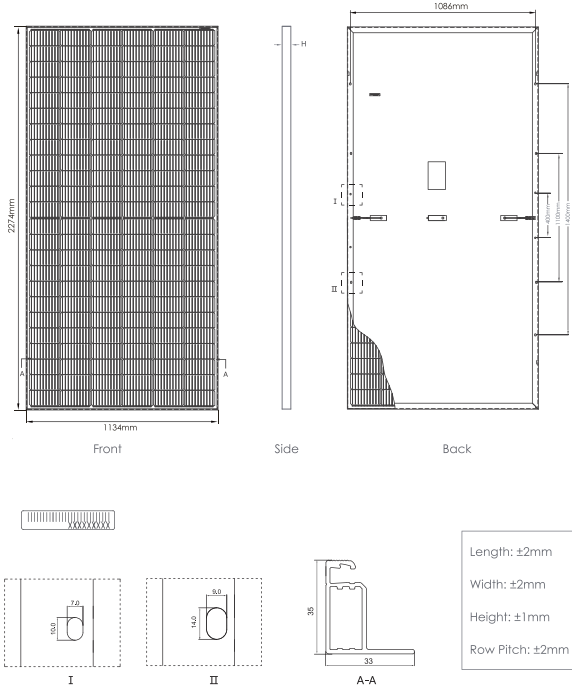 1086mm
H
2274mm
I
400mm
1100mm
1400mm
II
A
A
1134mm
Front
Side
Back
Length: ±2mm
Width: ±2mm
Height: ±1mm
Row Pitch: ±2mm
7.0
10.0
9.0
14.0
35
33
I
II
A-A